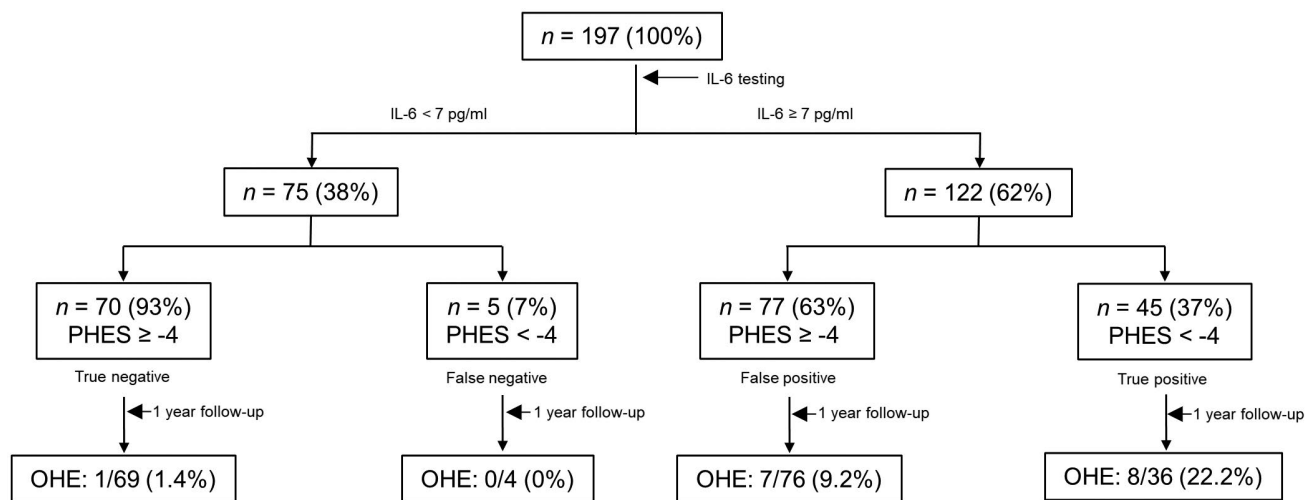 n = 197 (100%)
IL-6 testing
IL-6 < 7 pg/ml
IL-6 ≥ 7 pg/ml
n = 75 (38%)
n = 122 (62%)
n = 70 (93%)
PHES ≥ -4
n = 5 (7%)
PHES < -4
n = 77 (63%)
PHES ≥ -4
n = 45 (37%)
PHES < -4
True negative
False negative
False positive
True positive
1 year follow-up
1 year follow-up
1 year follow-up
1 year follow-up
OHE: 1/69 (1.4%)
OHE: 0/4 (0%)
OHE: 7/76 (9.2%)
OHE: 8/36 (22.2%)